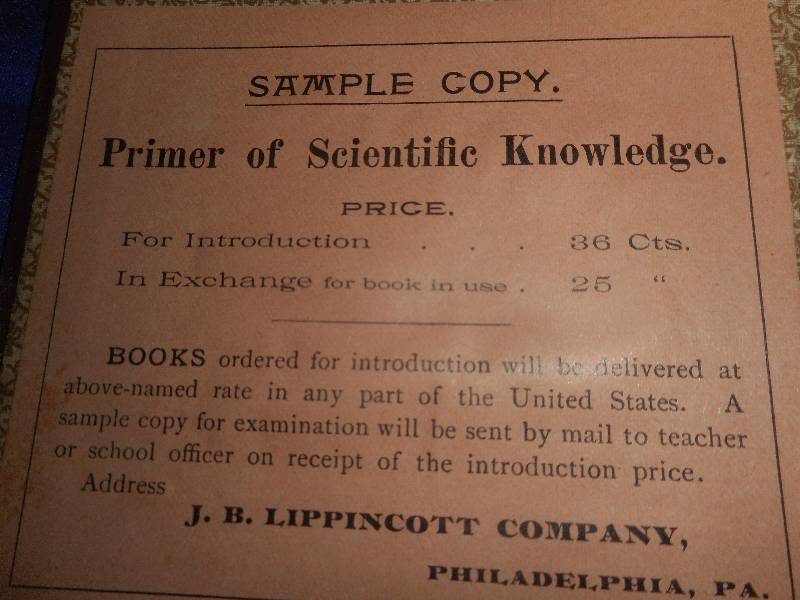 SAMPLE COPY.
Primer of Scientific Knowledge.
PRICE.
For Introduction . . . 36 Cts.
In Exchange for book in use . 25 "
BOOKS ordered for introduction will be delivered at
above-named rate in any part of the United States. A
sample copy for examination will be sent by mail to teacher
or school officer on receipt of the introduction price.
Address
J. B. LIPPINCOTT COMPANY,
PHILADELPHIA, PA.